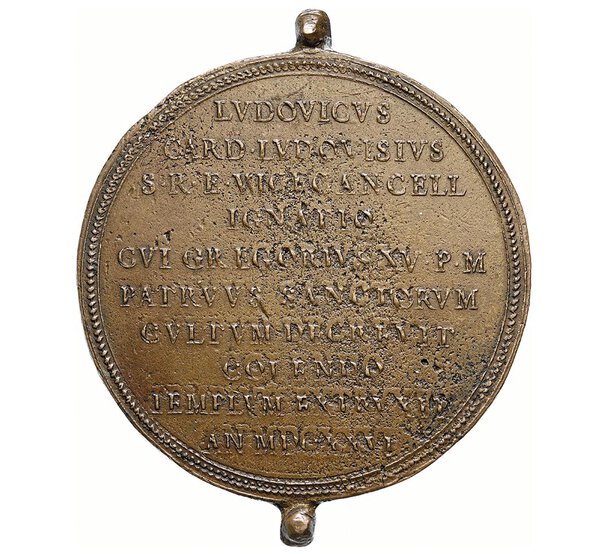 LVDOVICVS
CARD·LVDOVISIVS
S·R·E·VICECANCELL
IGNATIO
CVI GREGORIVS XV·P·M
PATRVVS SANCTORVM
CVLTVM DECREVIT
COLENDO
TEMPLVM EXTRVXIT
AN MDCXXVI